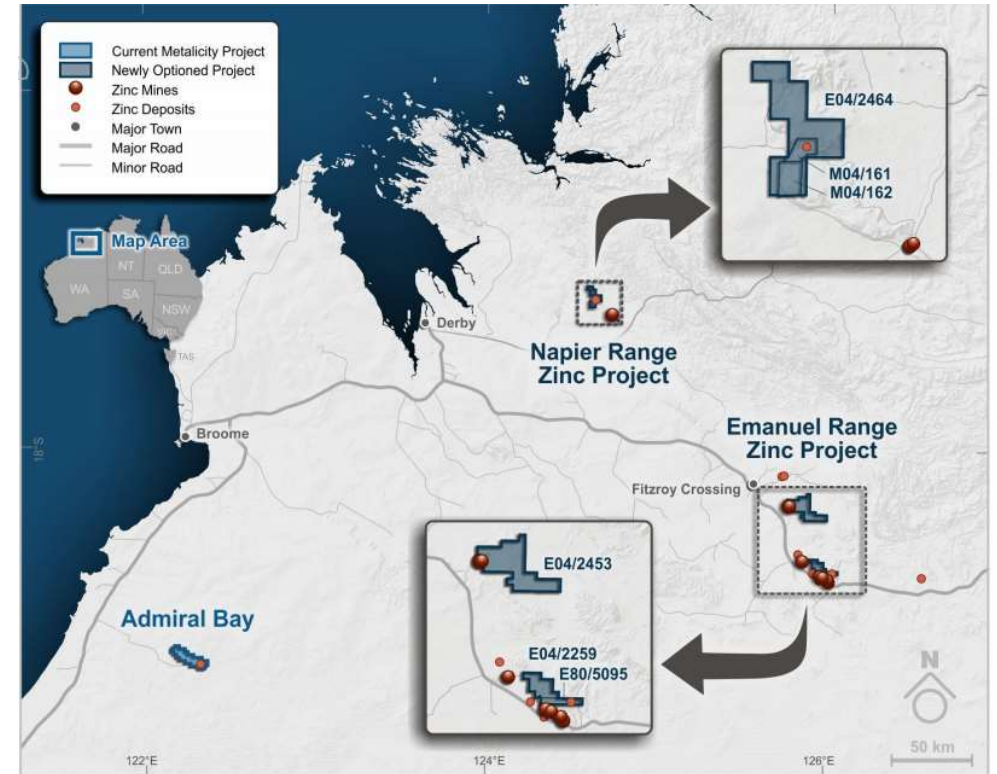 Current Metalicity Project
Newly Optioned Project
Zinc Mines
Zinc Deposits
Major Town
Major Road
Minor Road
Map Area
WA
NT
QLD
SA
NSW
VIC
TAS
E04/2464
M04/161
M04/162
Derby
Napier Range
Zinc Project
Broome
18°S
Emanuel Range
Zinc Project
Fitzroy Crossing
E04/2453
E04/2259
E80/5095
Admiral Bay
N
50 km
122°E
124°E
126°E